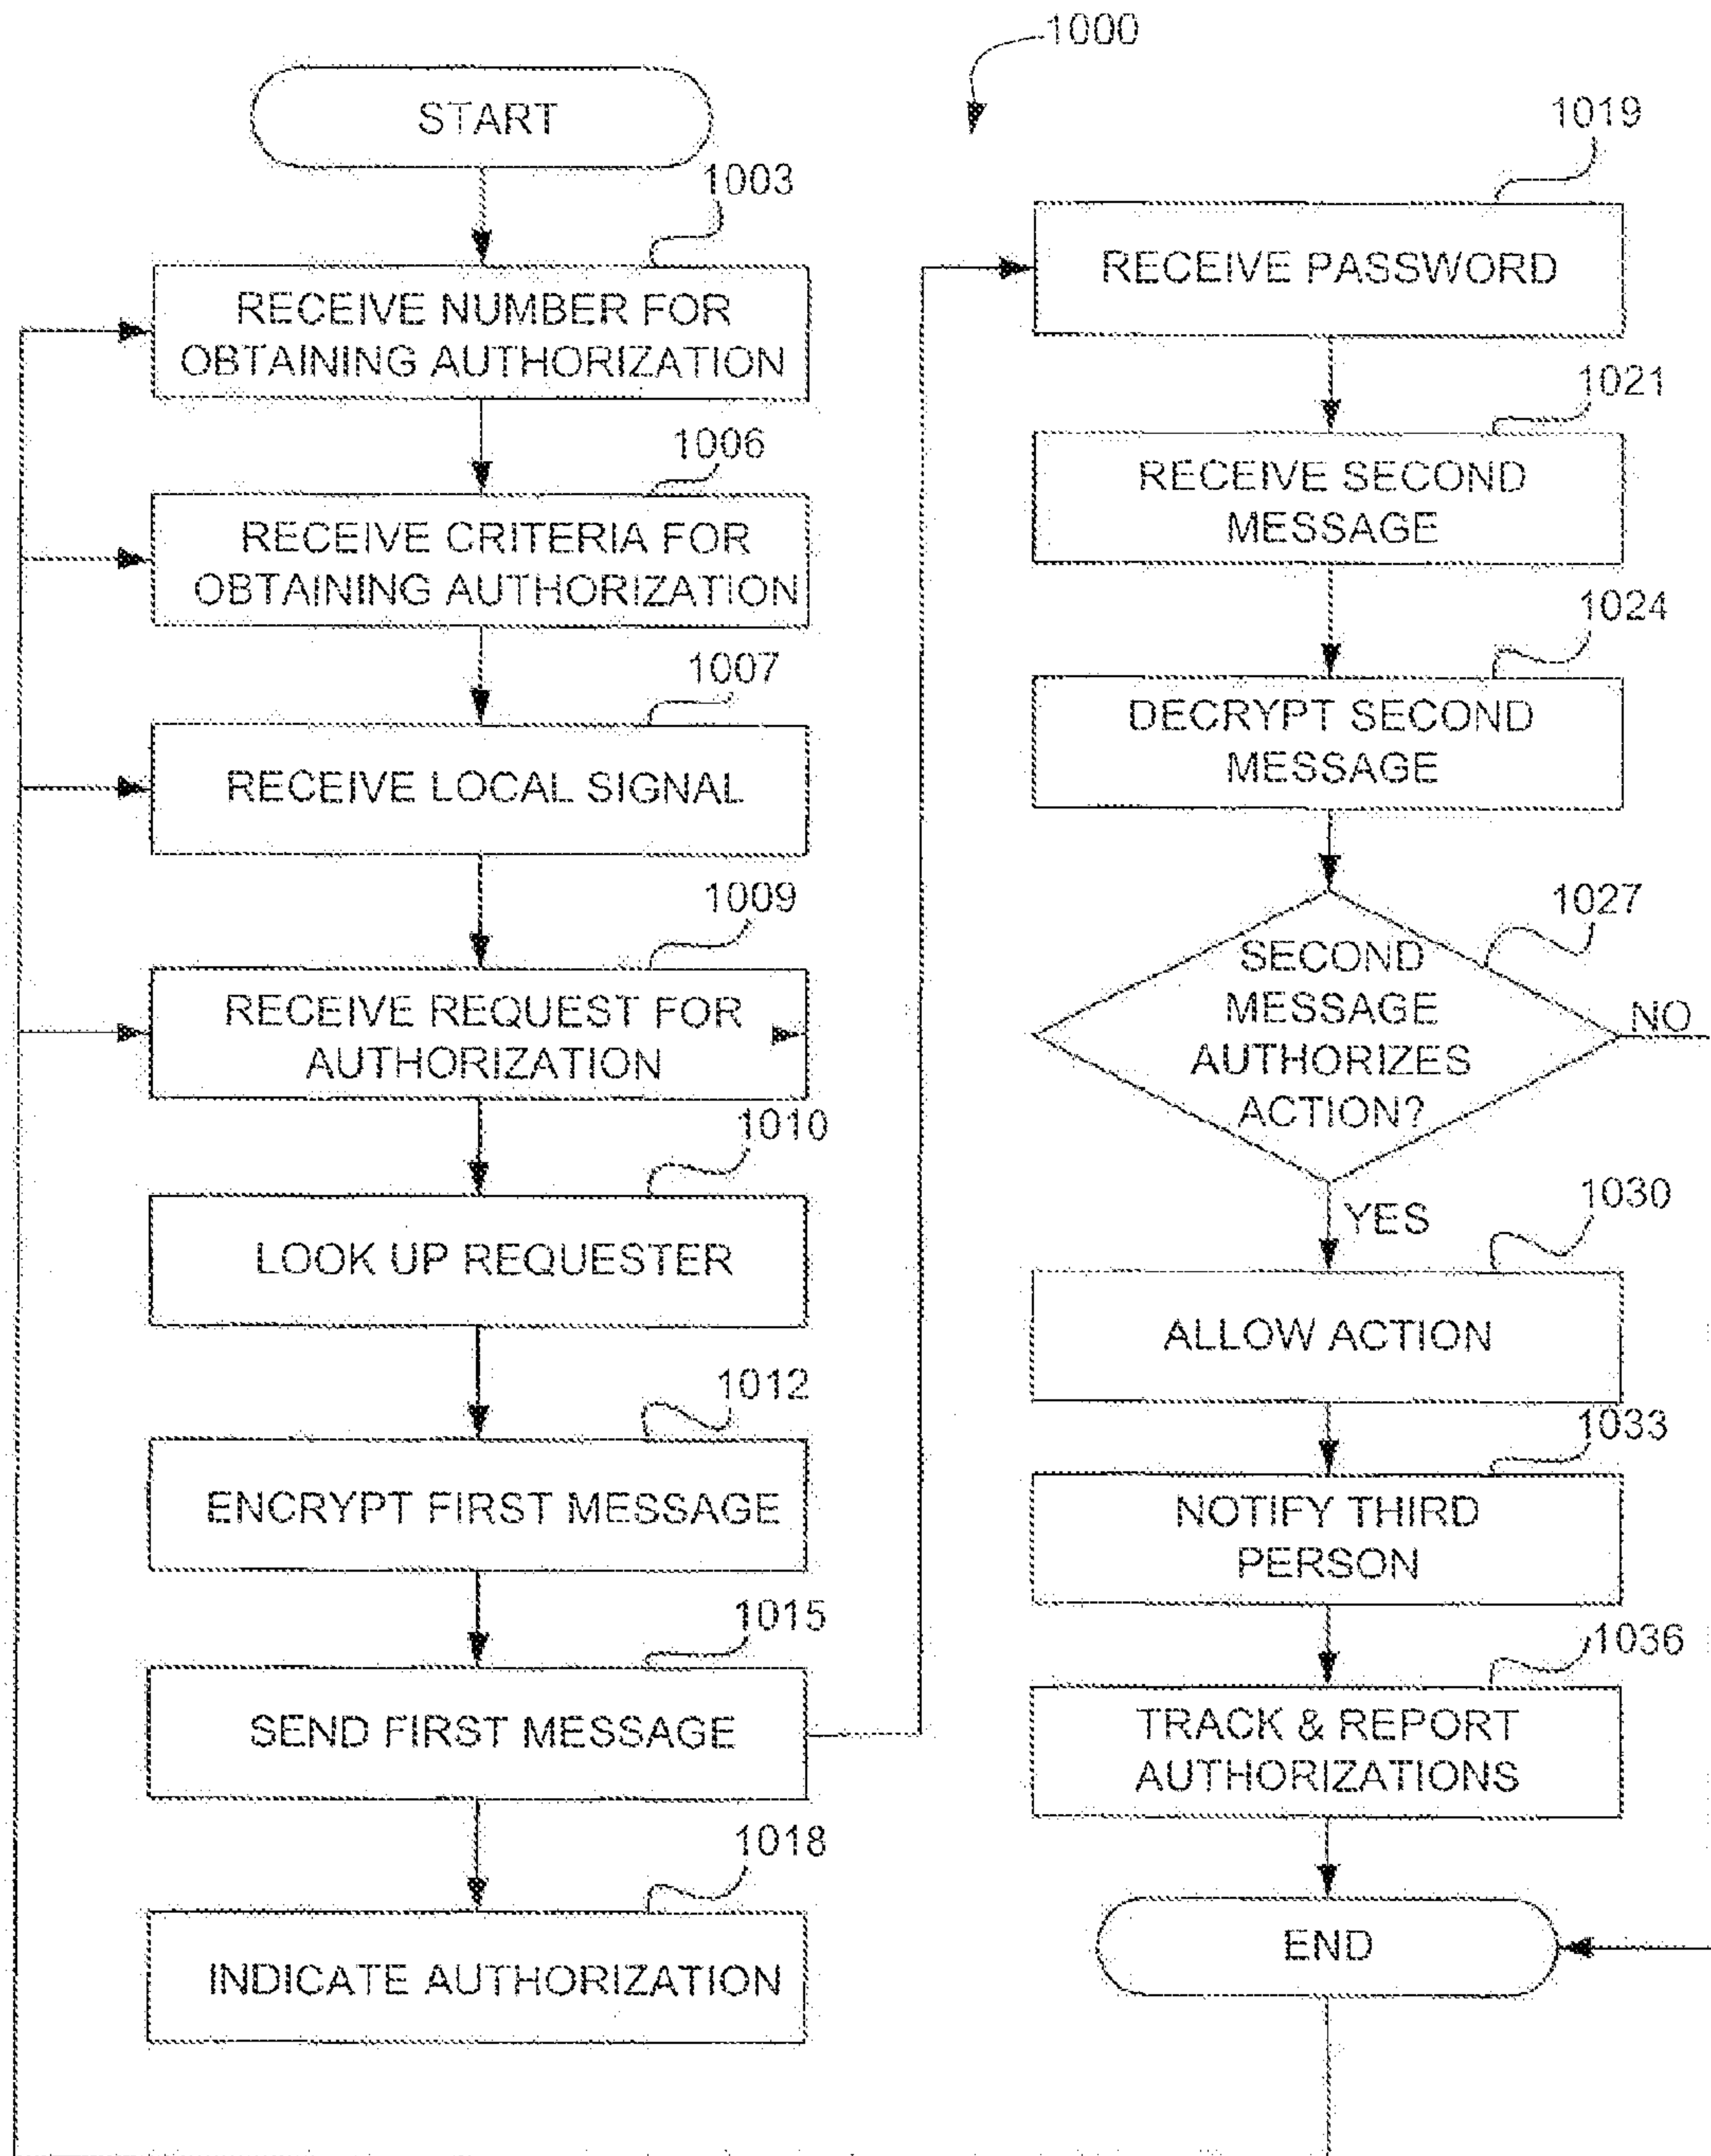 1000
START
1003
RECEIVE NUMBER FOR
OBTAINING AUTHORIZATION
1006
RECEIVE CRITERIA FOR
OBTAINING AUTHORIZATION
1007
RECEIVE LOCAL SIGNAL
1009
RECEIVE REQUEST FOR
AUTHORIZATION
1010
LOOK UP REQUESTER
1012
ENCRYPT FIRST MESSAGE
1015
SEND FIRST MESSAGE
1018
INDICATE AUTHORIZATION
1019
RECEIVE PASSWORD
1021
RECEIVE SECOND
MESSAGE
1024
DECRYPT SECOND
MESSAGE
1027
SECOND
MESSAGE
AUTHORIZES
ACTION?
NO
YES
1030
ALLOW ACTION
1033
NOTIFY THIRD
PERSON
1036
TRACK & REPORT
AUTHORIZATIONS
END